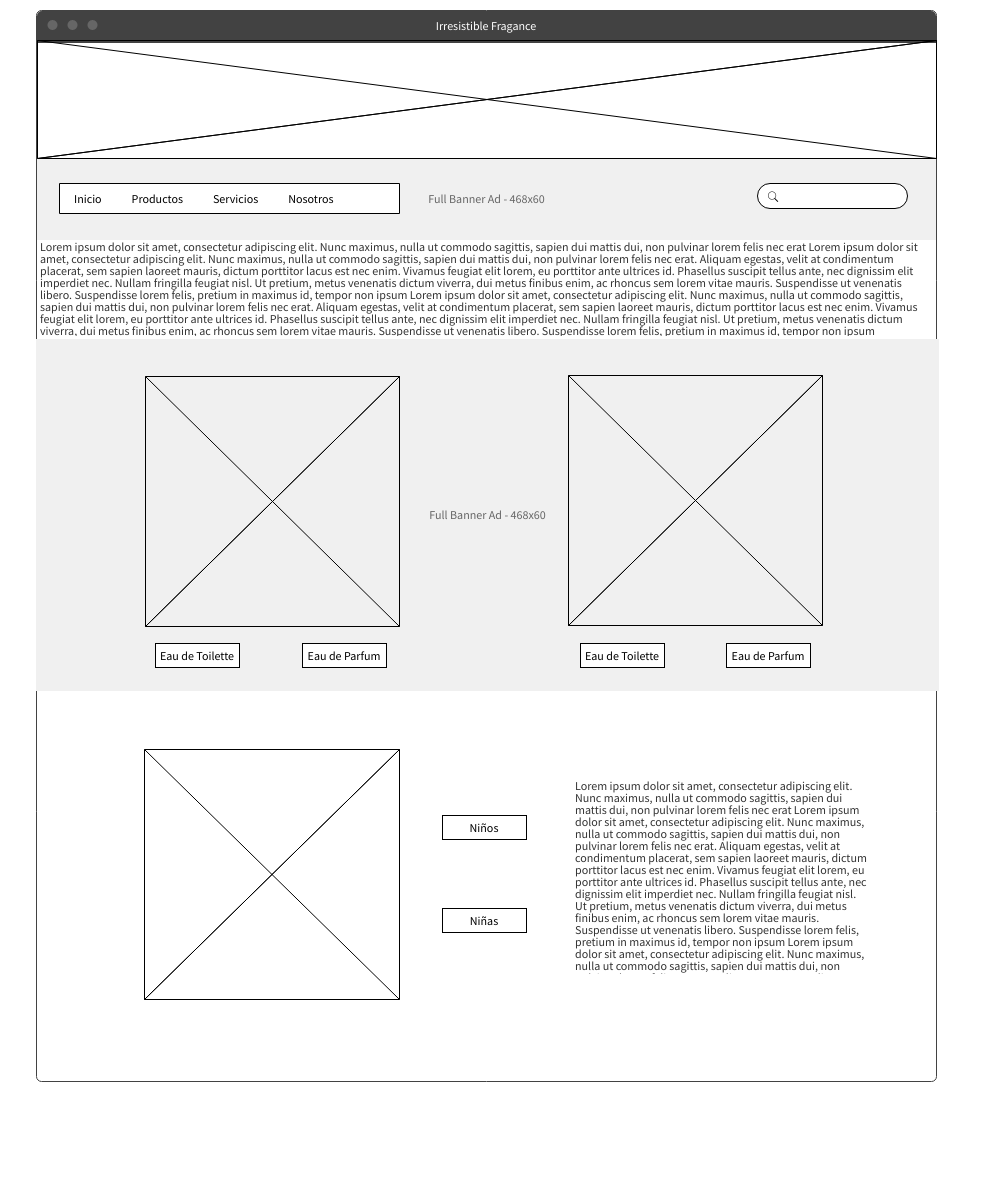 Irresistible Fragance
Inicio Productos Servicios Nosotros
Full Banner Ad - 468x60
Lorem ipsum dolor sit amet, consectetur adipiscing elit. Nunc maximus, nulla ut commodo sagittis, sapien dui mattis dui, non pulvinar lorem felis nec erat Lorem ipsum dolor sit
amet, consectetur adipiscing elit. Nunc maximus, nulla ut commodo sagittis, sapien dui mattis dui, non pulvinar lorem felis nec erat. Aliquam egestas, velit at condimentum
placerat, sem sapien laoreet mauris, dictum porttitor lacus est nec enim. Vivamus feugiat elit lorem, eu porttitor ante ultrices id. Phasellus suscipit tellus ante, nec dignissim elit
imperdiet nec. Nullam fringilla feugiat nisl. Ut pretium, metus venenatis dictum viverra, dui metus finibus enim, ac rhoncus sem lorem vitae mauris. Suspendisse ut venenatis
libero. Suspendisse lorem felis, pretium in maximus id, tempor non ipsum Lorem ipsum dolor sit amet, consectetur adipiscing elit. Nunc maximus, nulla ut commodo sagittis,
sapien dui mattis dui, non pulvinar lorem felis nec erat. Aliquam egestas, velit at condimentum placerat, sem sapien laoreet mauris, dictum porttitor lacus est nec enim. Vivamus
feugiat elit lorem, eu porttitor ante ultrices id. Phasellus suscipit tellus ante, nec dignissim elit imperdiet nec. Nullam fringilla feugiat nisl. Ut pretium, metus venenatis dictum
viverra, dui metus finibus enim, ac rhoncus sem lorem vitae mauris. Suspendisse ut venenatis libero. Suspendisse lorem felis, pretium in maximus id, tempor non ipsum
Full Banner Ad - 468x60
Eau de Toilette Eau de Parfum Eau de Toilette Eau de Parfum
Niños
Niñas
Lorem ipsum dolor sit amet, consectetur adipiscing elit.
Nunc maximus, nulla ut commodo sagittis, sapien dui
mattis dui, non pulvinar lorem felis nec erat Lorem ipsum
dolor sit amet, consectetur adipiscing elit. Nunc maximus,
nulla ut commodo sagittis, sapien dui mattis dui, non
pulvinar lorem felis nec erat. Aliquam egestas, velit at
condimentum placerat, sem sapien laoreet mauris, dictum
porttitor lacus est nec enim. Vivamus feugiat elit lorem, eu
porttitor ante ultrices id. Phasellus suscipit tellus ante, nec
dignissim elit imperdiet nec. Nullam fringilla feugiat nisl.
Ut pretium, metus venenatis dictum viverra, dui metus
finibus enim, ac rhoncus sem lorem vitae mauris.
Suspendisse ut venenatis libero. Suspendisse lorem felis,
pretium in maximus id, tempor non ipsum Lorem ipsum
dolor sit amet, consectetur adipiscing elit. Nunc maximus,
nulla ut commodo sagittis, sapien dui mattis dui, non